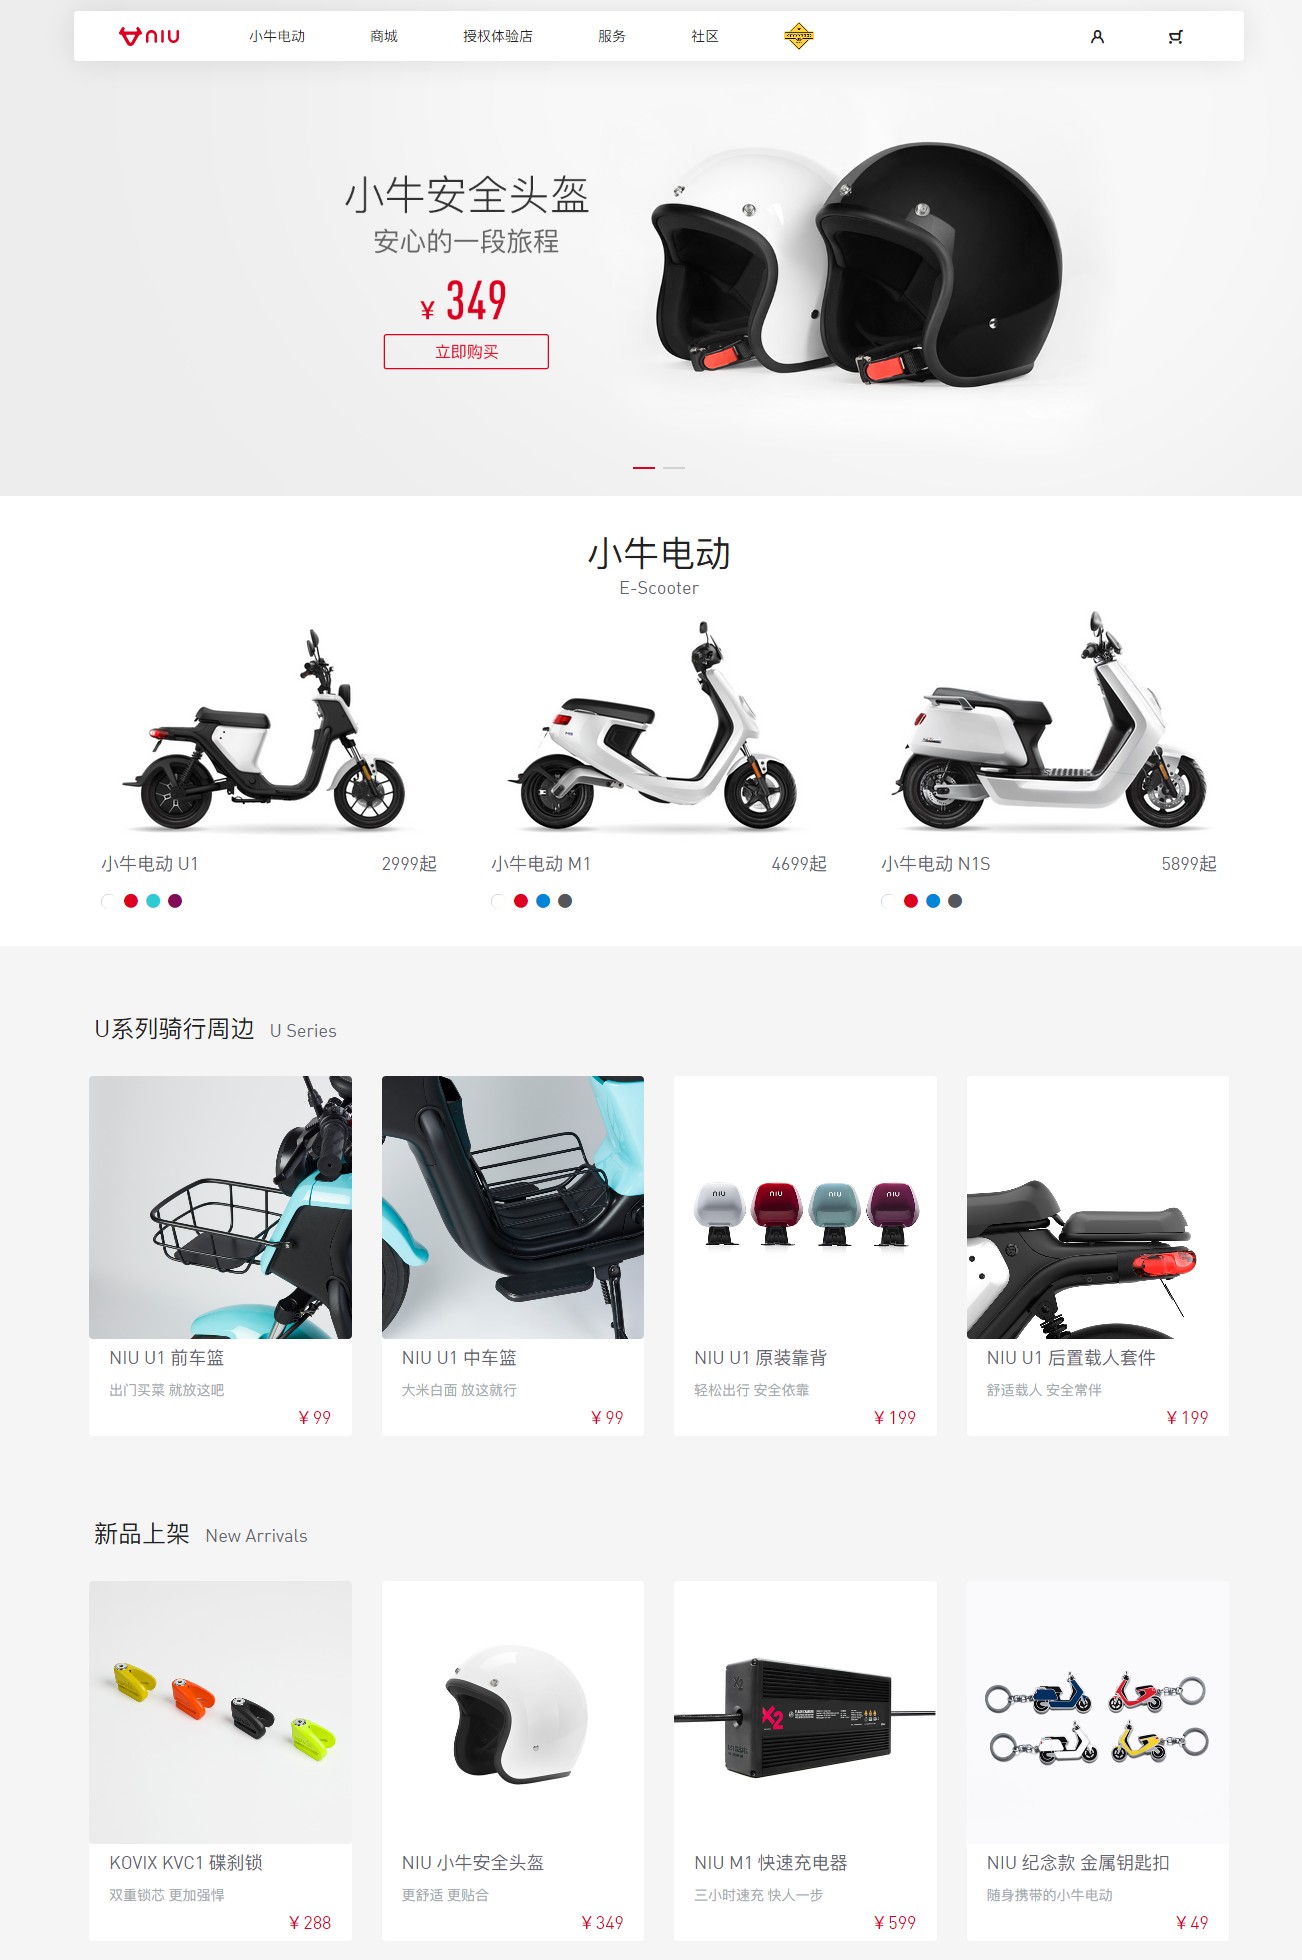 NIU
小牛电动
商城
授权体验店
服务
社区
小牛安全头盔
安心的一段旅程
¥ 349
立即购买
小牛电动
E-Scooter
小牛电动 U1
2999起
小牛电动 M1
4699起
小牛电动 N1S
5899起
U系列骑行周边 U Series
NIU
NIU
NIU
NIU
NIU U1 前车篮
出门买菜 就放这吧
¥ 99
NIU U1 中车篮
大米白面 放这就行
¥ 99
NIU U1 原装靠背
轻松出行 安全依靠
¥ 199
NIU U1 后置载人套件
舒适载人 安全常伴
¥ 199
新品上架 New Arrivals
X2
KOVIX KVC1 碟刹锁
双重锁芯 更加强悍
¥ 288
NIU 小牛安全头盔
更舒适 更贴合
¥ 349
NIU M1 快速充电器
三小时速充 快人一步
¥ 599
NIU 纪念款 金属钥匙扣
随身携带的小牛电动
¥ 49